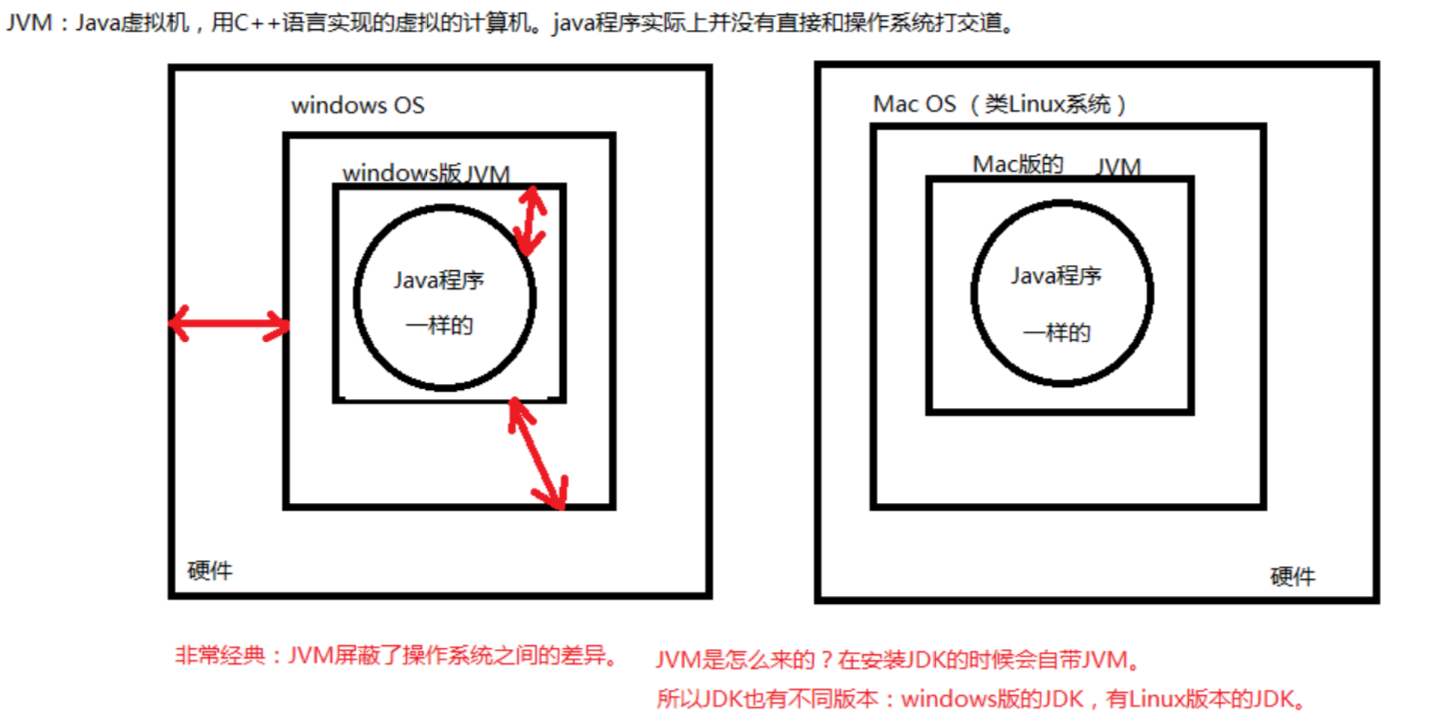 JVM：Java虚拟机，用C++语言实现的虚拟的计算机。java程序实际上并没有直接和操作系统打交道。
windows OS
windows版JVM
Java程序
一样的
硬件
Mac OS （类Linux系统）
Mac版的 JVM
Java程序
一样的
硬件
非常经典：JVM屏蔽了操作系统之间的差异。
JVM是怎么来的？在安装JDK的时候会自带JVM。
所以JDK也有不同版本：windows版的JDK，有Linux版本的JDK。